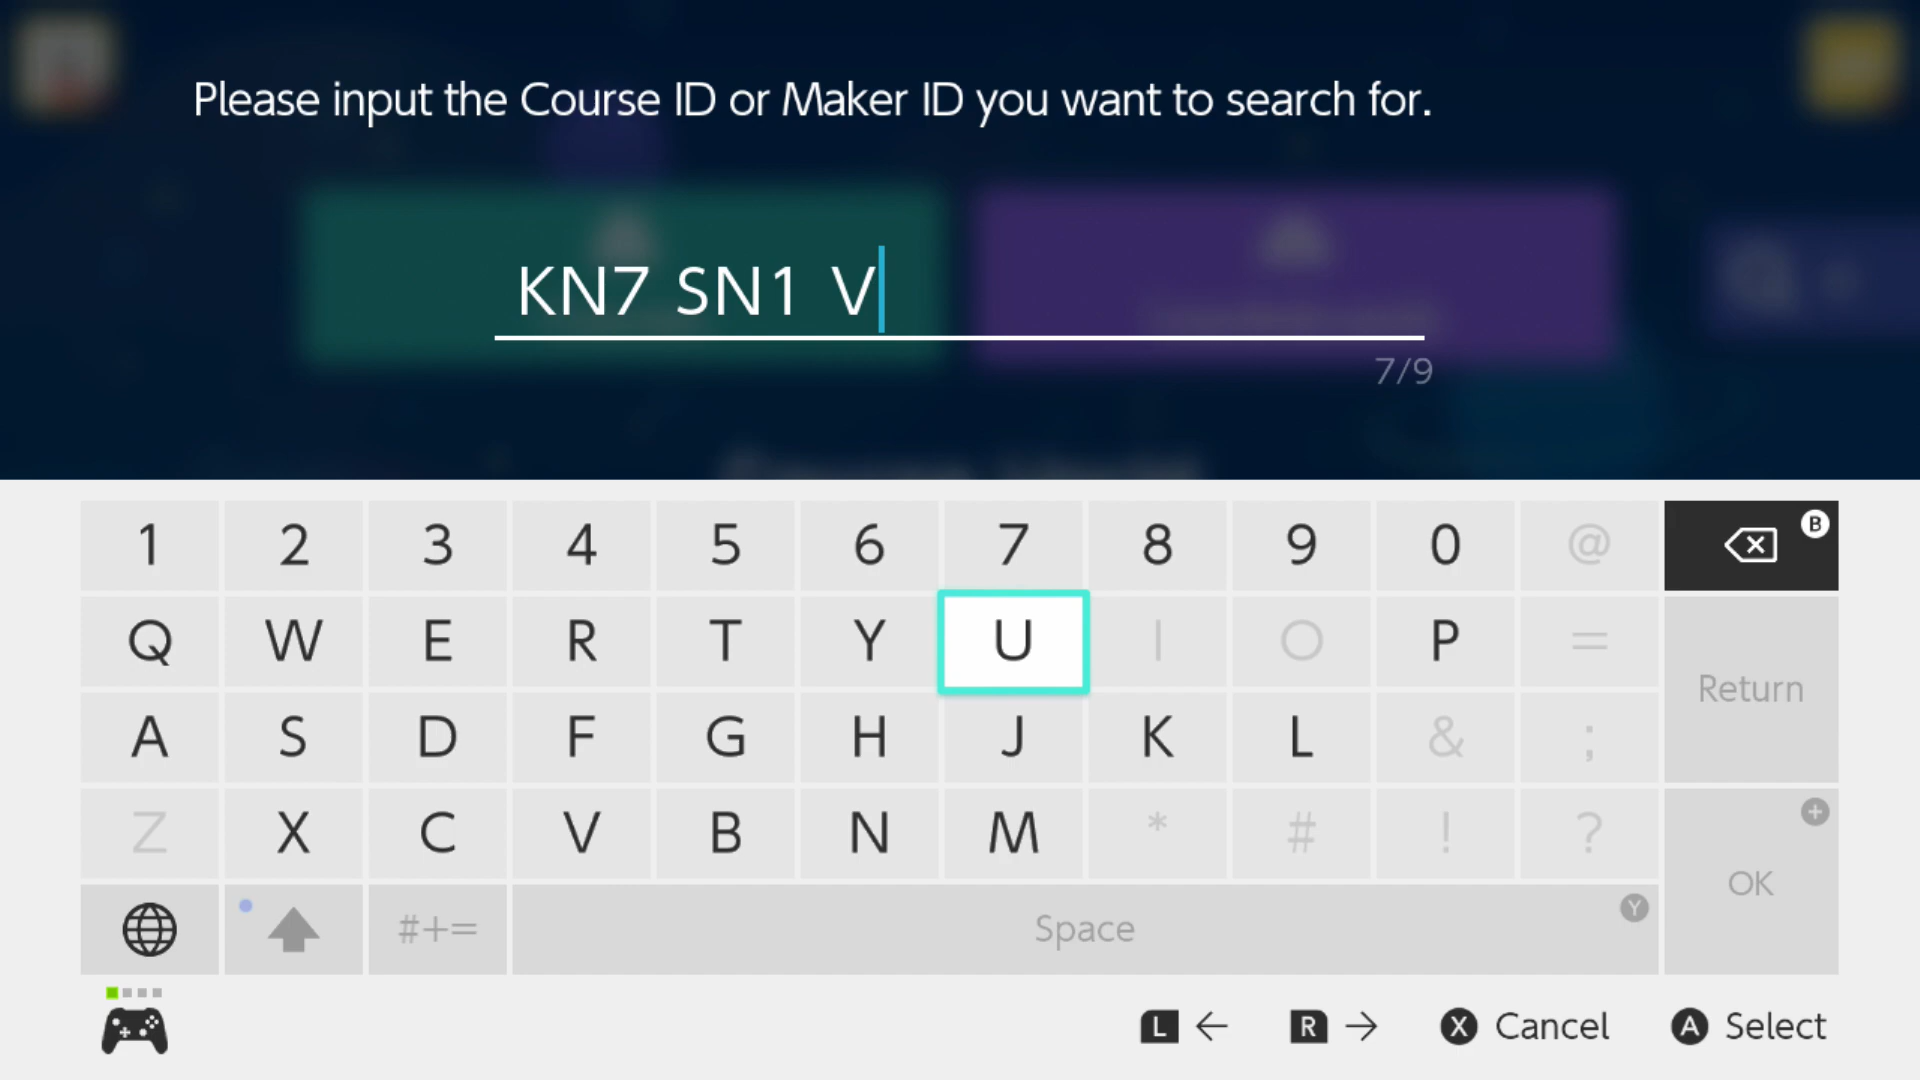 Please input the Course ID or Maker ID you want to search for.
KN7 SN1 V
7/9
1 2 3 4 5 6 7 8 9 0 @ B
Q W E R T Y U I O P =
Return
A S D F G H J K L & ;
Z X C V B N M * # ! ? +
OK
#+= Space Y
L ← R → X Cancel A Select